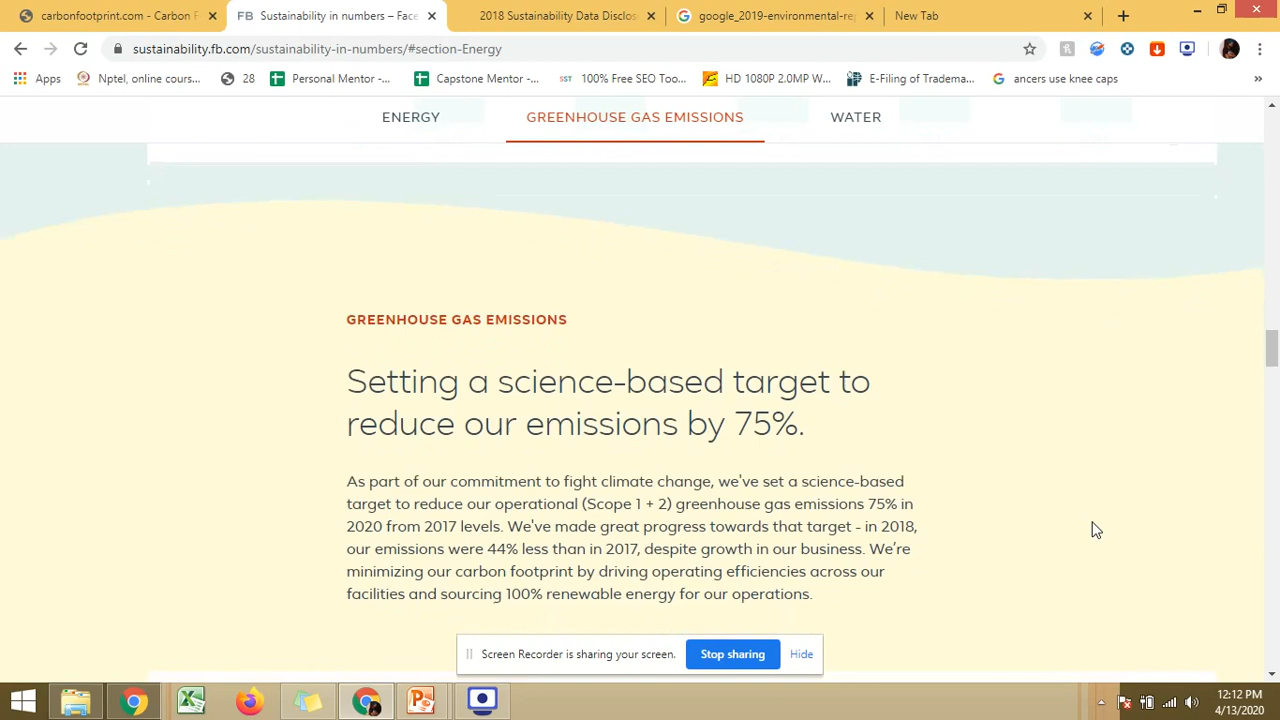 carbonfootprint.com - Carbon F
FB Sustainability in numbers – Face
2018 Sustainability Data Disclos
google_2019-environmental-rep
New Tab
sustainability.fb.com/sustainability-in-numbers/#section-Energy
Apps
Nptel, online cours...
28
Personal Mentor -...
Capstone Mentor -...
SST 100% Free SEO Too...
HD 1080P 2.0MP W...
E-Filing of Tradema...
ancers use knee caps
»
ENERGY
GREENHOUSE GAS EMISSIONS
WATER
GREENHOUSE GAS EMISSIONS
Setting a science-based target to
reduce our emissions by 75%.
As part of our commitment to fight climate change, we've set a science-based
target to reduce our operational (Scope 1 + 2) greenhouse gas emissions 75% in
2020 from 2017 levels. We've made great progress towards that target - in 2018,
our emissions were 44% less than in 2017, despite growth in our business. We're
minimizing our carbon footprint by driving operating efficiencies across our
facilities and sourcing 100% renewable energy for our operations.
Screen Recorder is sharing your screen.
Stop sharing
Hide
12:12 PM
4/13/2020